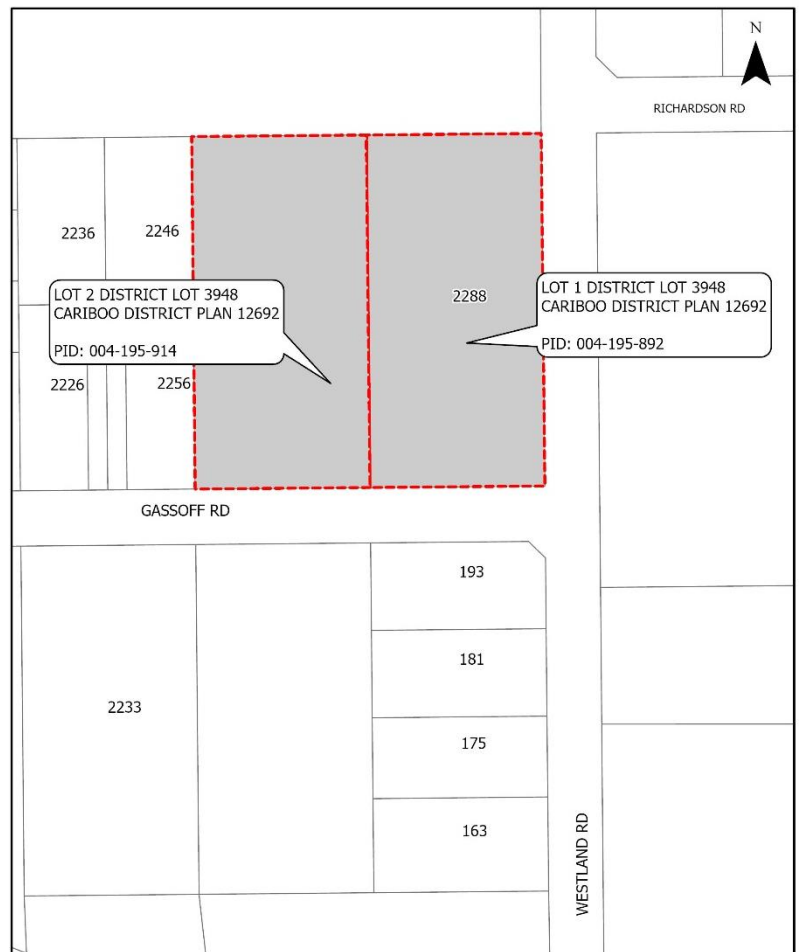 N
RICHARDSON RD
2236
2246
2288
LOT 2 DISTRICT LOT 3948
CARIBOO DISTRICT PLAN 12692
PID: 004-195-914
LOT 1 DISTRICT LOT 3948
CARIBOO DISTRICT PLAN 12692
PID: 004-195-892
2226
2256
GASSOFF RD
193
181
2233
175
163
WESTLAND RD